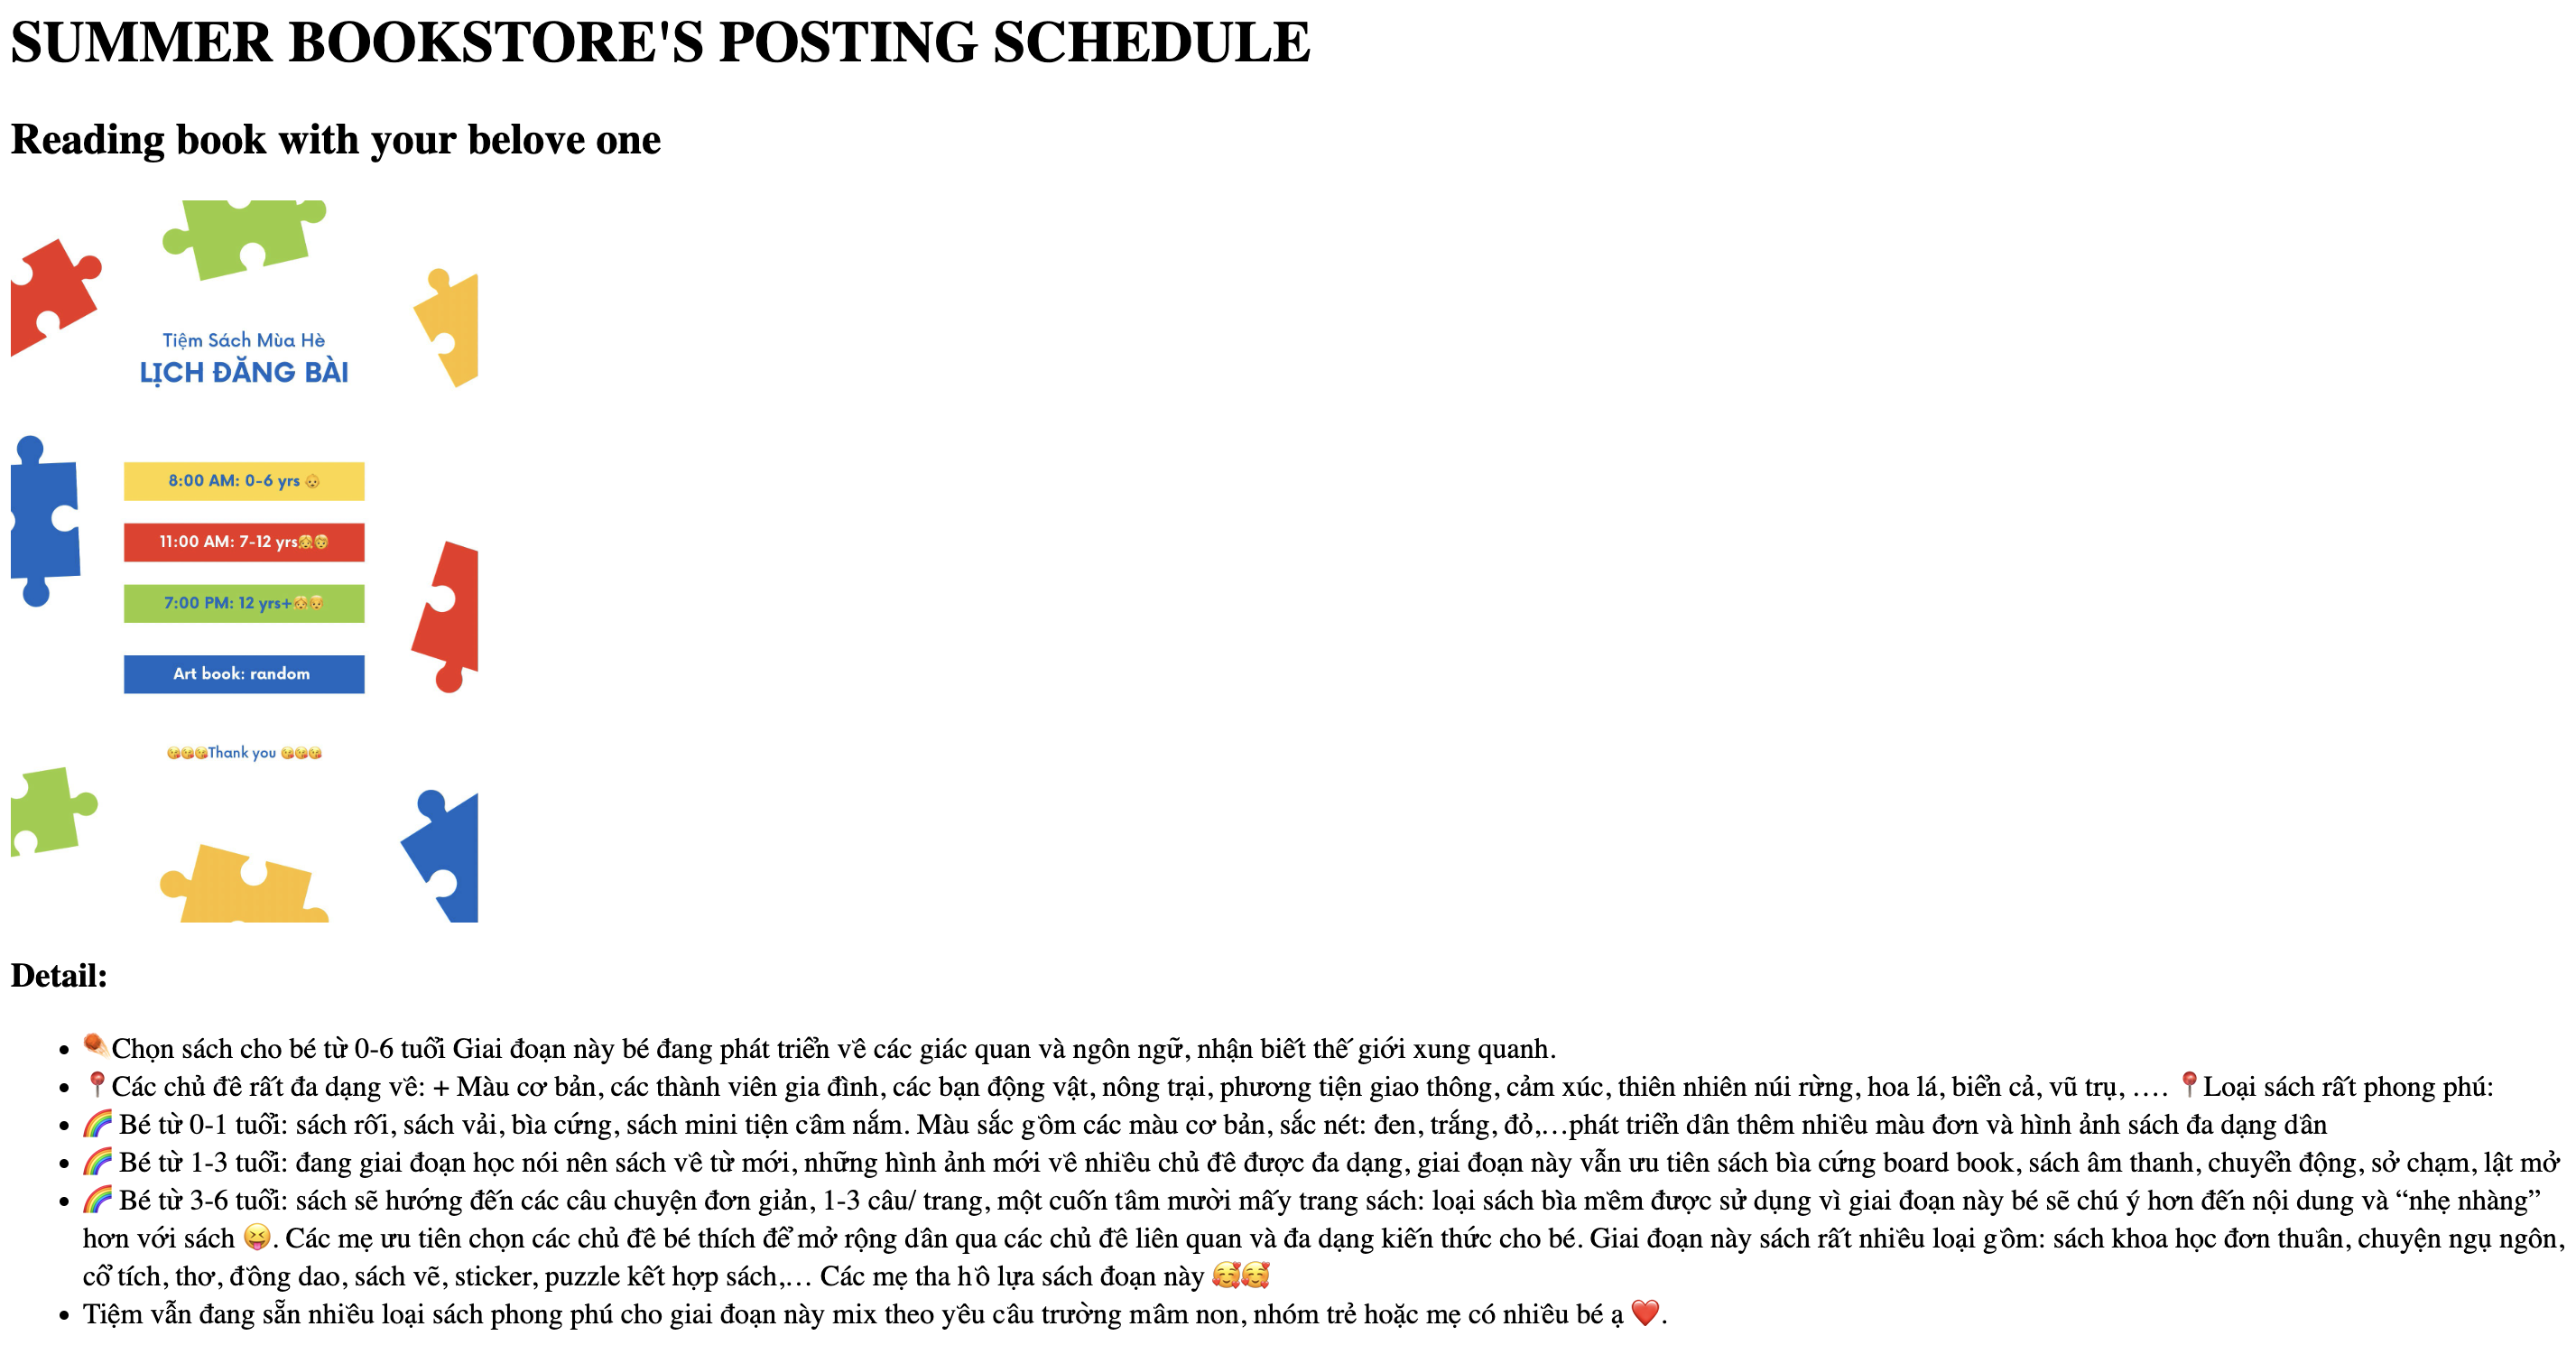 SUMMER BOOKSTORE'S POSTING SCHEDULE
Reading book with your belove one
Tiệm Sách Mùa Hè
LỊCH ĐĂNG BÀI
8:00 AM: 0-6 yrs 👶
11:00 AM: 7-12 yrs👧👦
7:00 PM: 12 yrs+👧👦
Art book: random
😘😘😘Thank you 😘😘😘
Detail:
• 🏓Chọn sách cho bé từ 0-6 tuổi Giai đoạn này bé đang phát triển về các giác quan và ngôn ngữ, nhận biết thế giới xung quanh.
• 📍Các chủ đề rất đa dạng về: + Màu cơ bản, các thành viên gia đình, các bạn động vật, nông trại, phương tiện giao thông, cảm xúc, thiên nhiên núi rừng, hoa lá, biển cả, vũ trụ, …. 📍Loại sách rất phong phú:
• 🌈 Bé từ 0-1 tuổi: sách rối, sách vải, bìa cứng, sách mini tiện cầm nắm. Màu sắc gồm các màu cơ bản, sắc nét: đen, trắng, đỏ,…phát triển dần thêm nhiều màu đơn và hình ảnh sách đa dạng dần
• 🌈 Bé từ 1-3 tuổi: đang giai đoạn học nói nên sách về từ mới, những hình ảnh mới về nhiều chủ đề được đa dạng, giai đoạn này vẫn ưu tiên sách bìa cứng board book, sách âm thanh, chuyển động, sở chạm, lật mở
• 🌈 Bé từ 3-6 tuổi: sách sẽ hướng đến các câu chuyện đơn giản, 1-3 câu/ trang, một cuốn tầm mười mấy trang sách: loại sách bìa mềm được sử dụng vì giai đoạn này bé sẽ chú ý hơn đến nội dung và “nhẹ nhàng”
hơn với sách 😝. Các mẹ ưu tiên chọn các chủ đề bé thích để mở rộng dần qua các chủ đề liên quan và đa dạng kiến thức cho bé. Giai đoạn này sách rất nhiều loại gồm: sách khoa học đơn thuần, chuyện ngụ ngôn,
cổ tích, thơ, đồng dao, sách vẽ, sticker, puzzle kết hợp sách,… Các mẹ tha hồ lựa sách đoạn này 🥰🥰
• Tiệm vẫn đang sẵn nhiều loại sách phong phú cho giai đoạn này mix theo yêu cầu trường mầm non, nhóm trẻ hoặc mẹ có nhiều bé ạ ❤️.